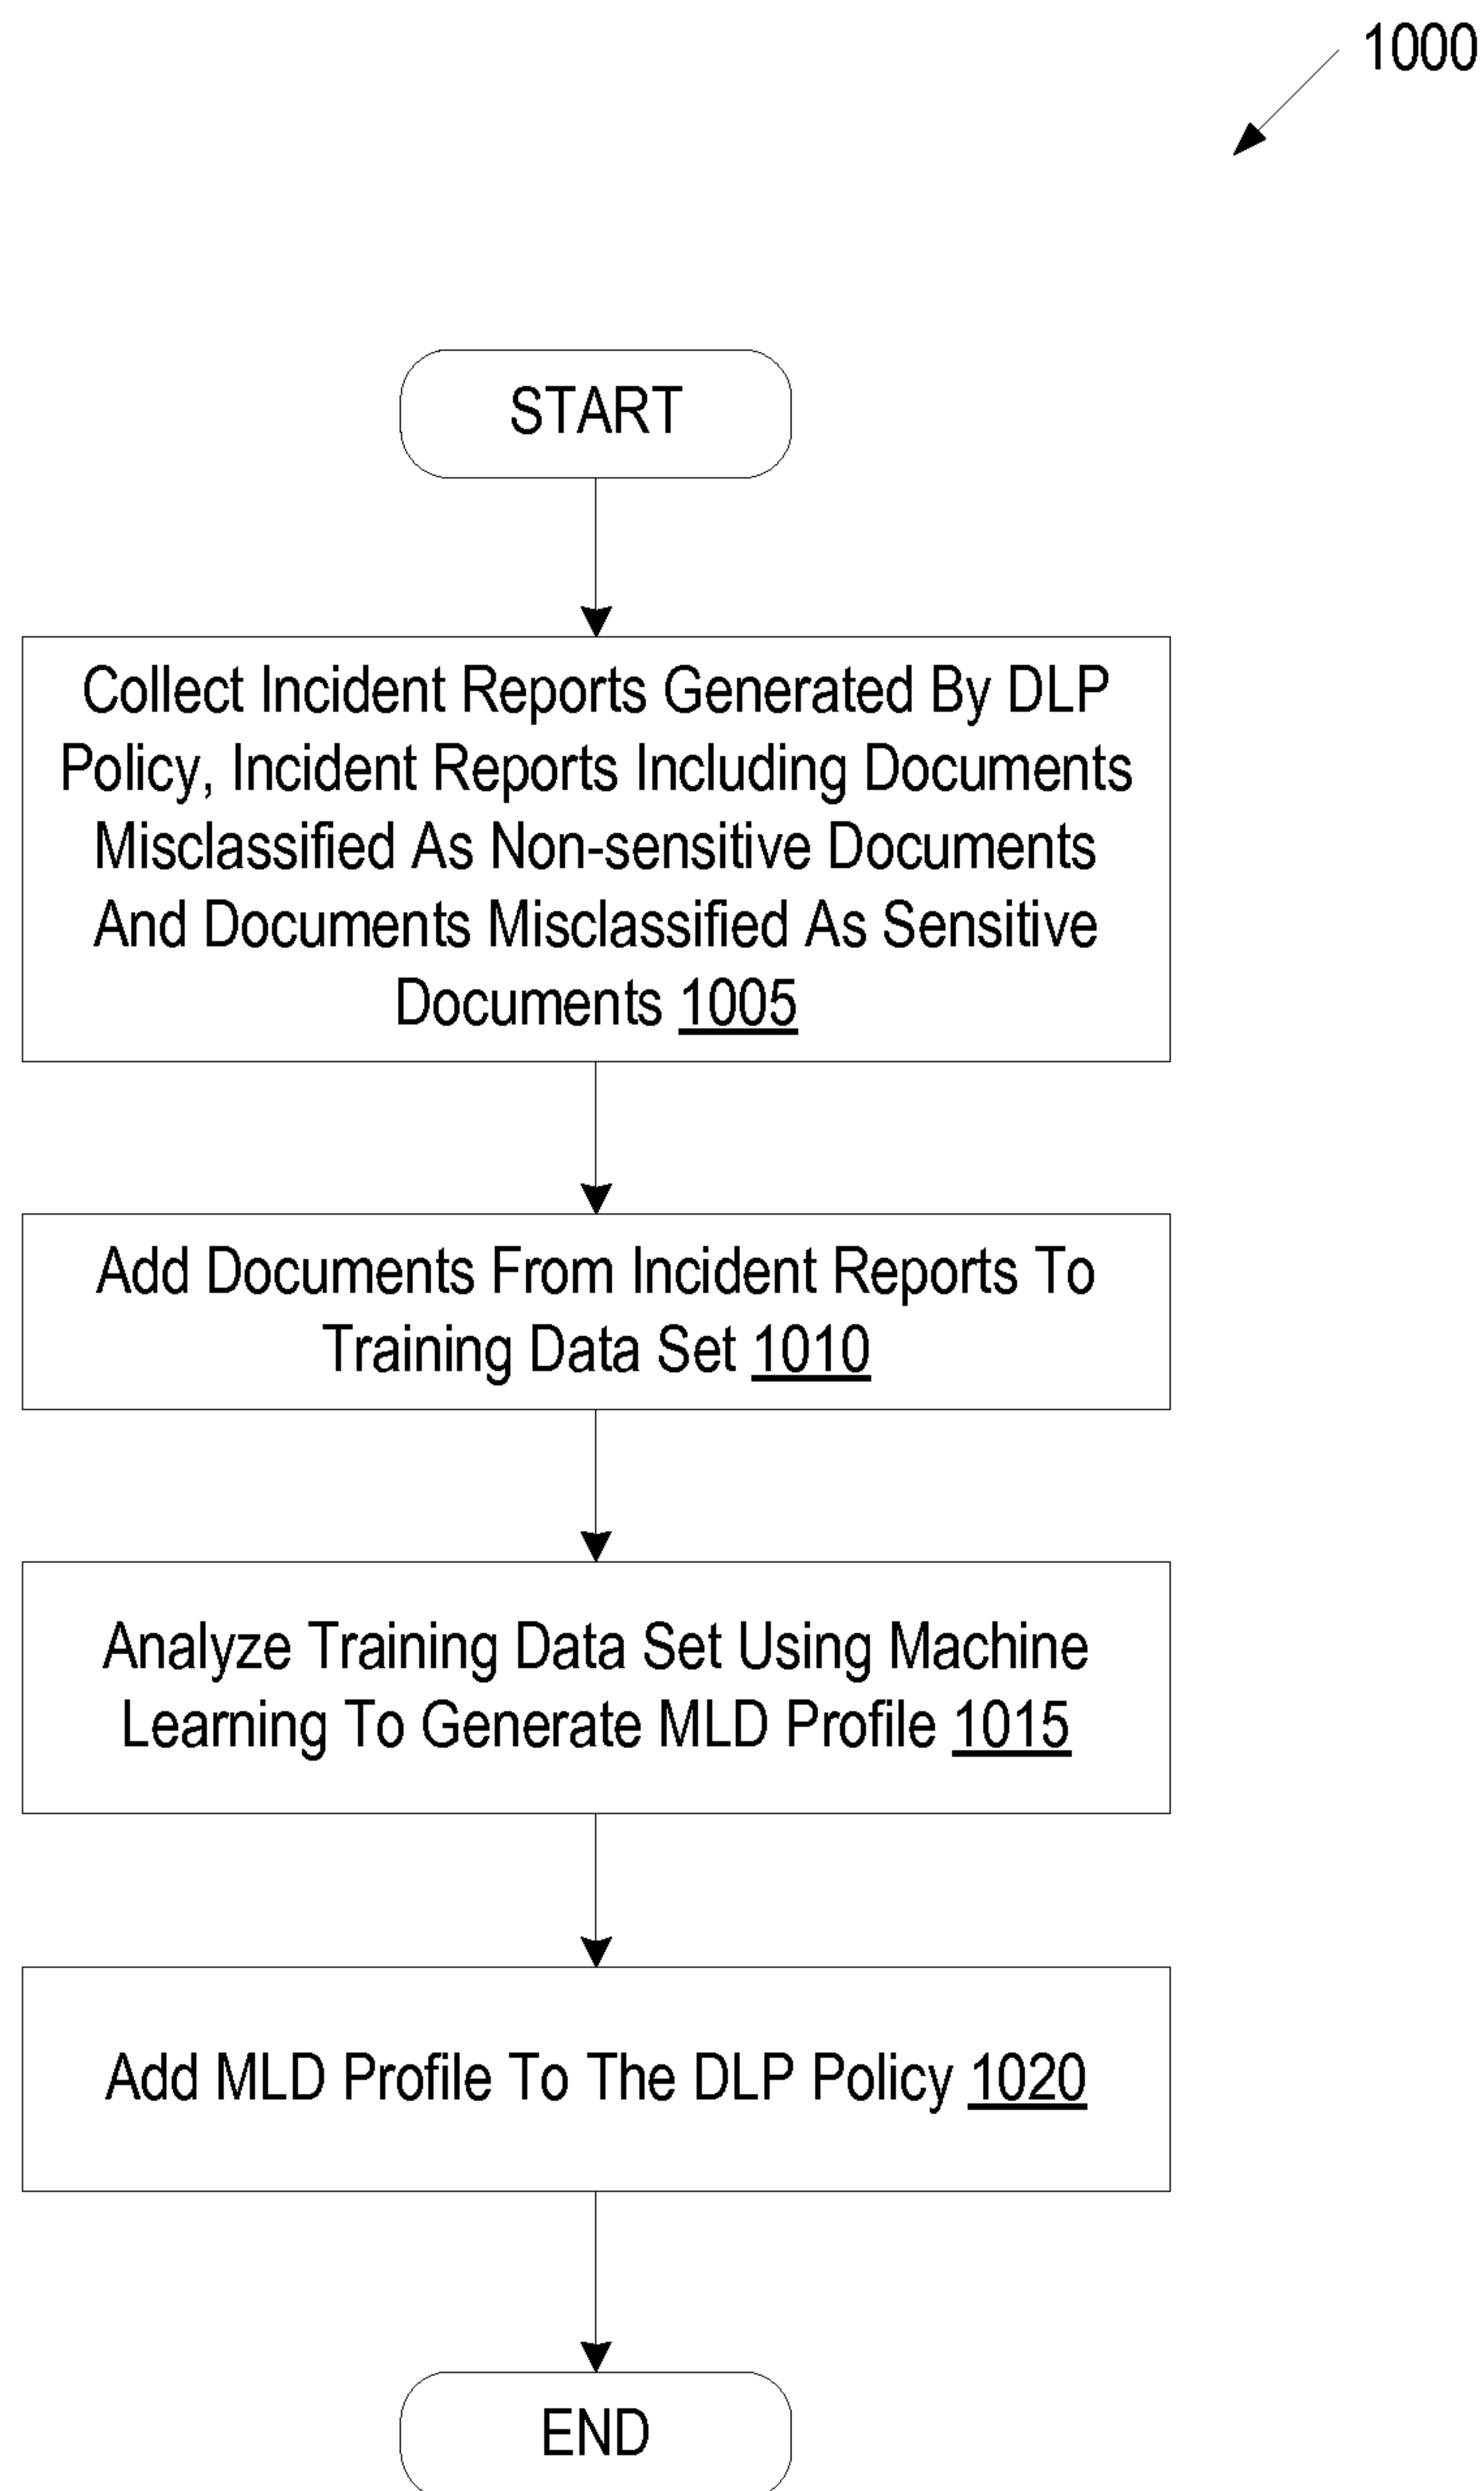 1000
START
Collect Incident Reports Generated By DLP
Policy, Incident Reports Including Documents
Misclassified As Non-sensitive Documents
And Documents Misclassified As Sensitive
Documents 1005
Add Documents From Incident Reports To
Training Data Set 1010
Analyze Training Data Set Using Machine
Learning To Generate MLD Profile 1015
Add MLD Profile To The DLP Policy 1020
END